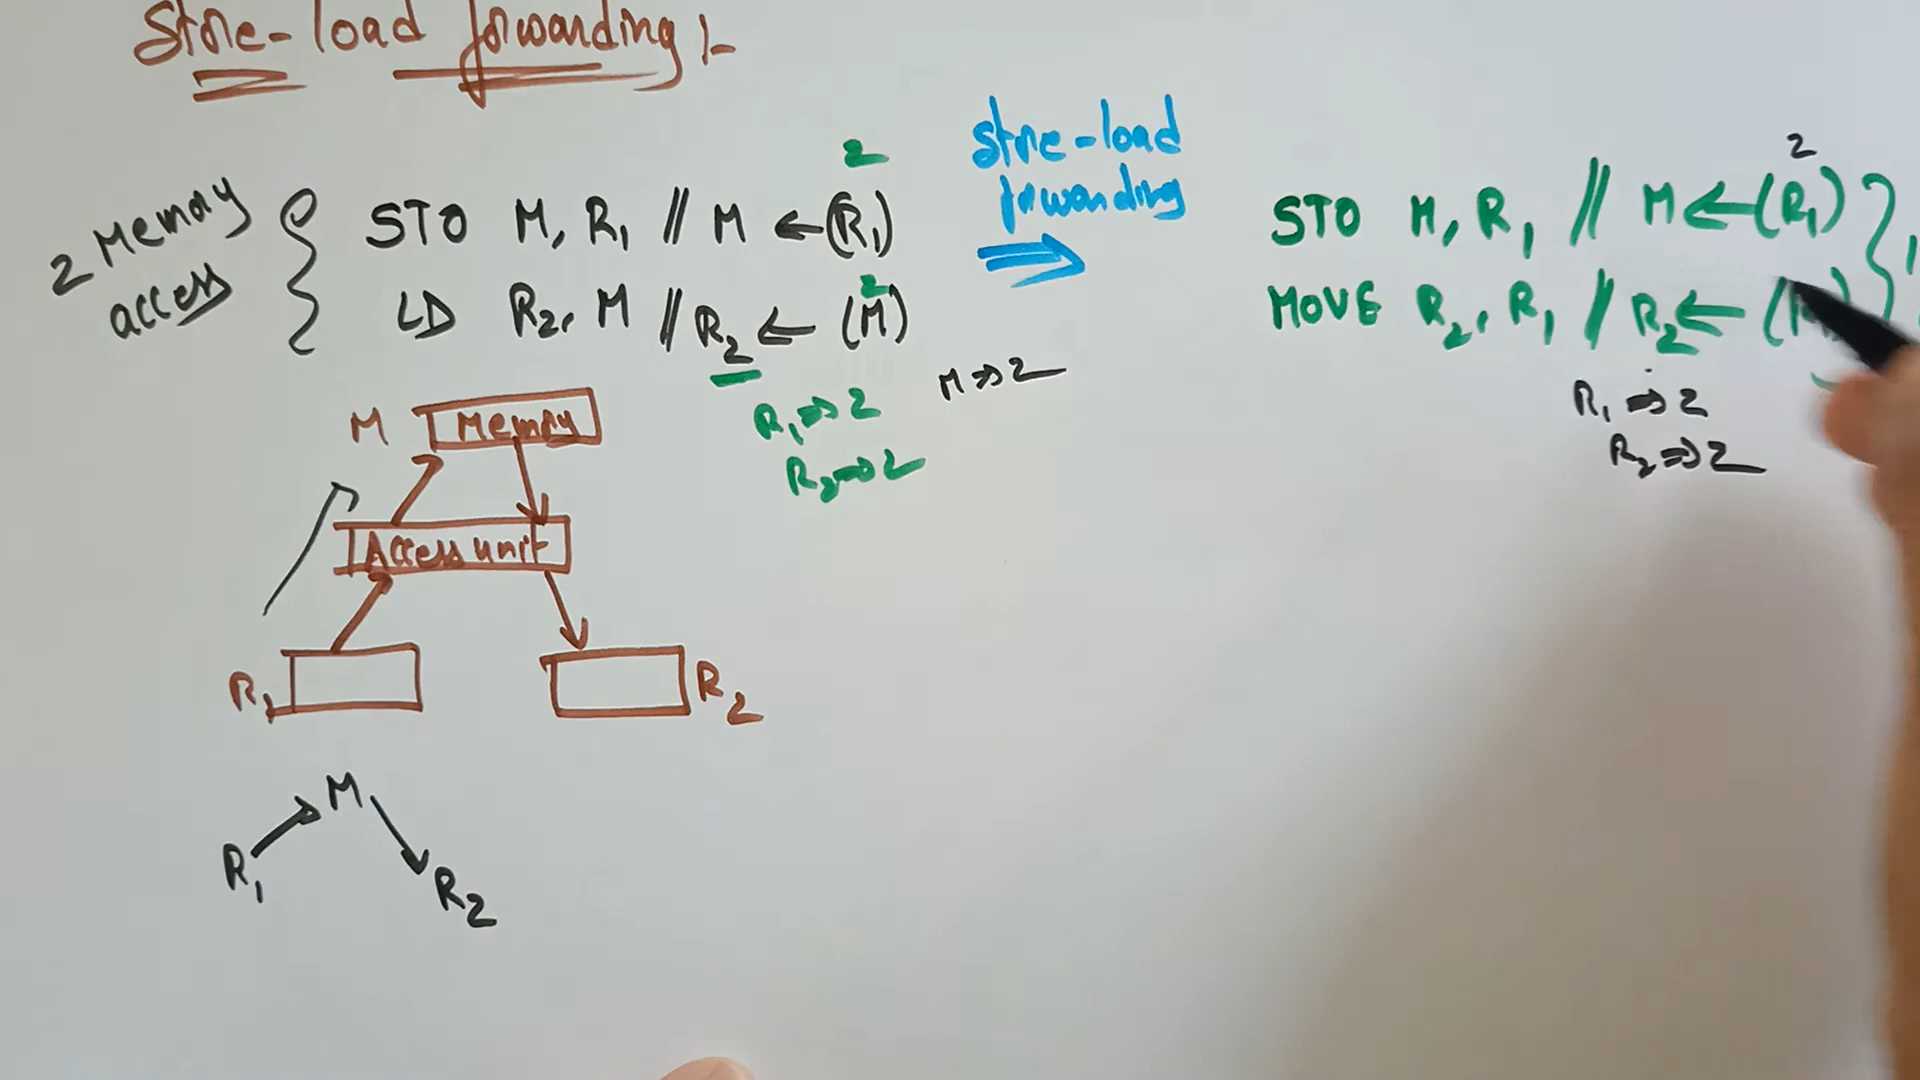 Store-load forwarding :-
2 Memory access
2
STO M, R1 // M ← (R1)
2
LD R2, M // R2 ← (M)
M ⇒ 2
R1 ⇒ 2
R2 ⇒ 2
store-load
forwarding
⇒
2
STO M, R1 // M ← (R1)
MOVE R2, R1 // R2 ← (
R1 ⇒ 2
R2 ⇒ 2
M Memory
Access unit
R1 R2
M
R1
R2